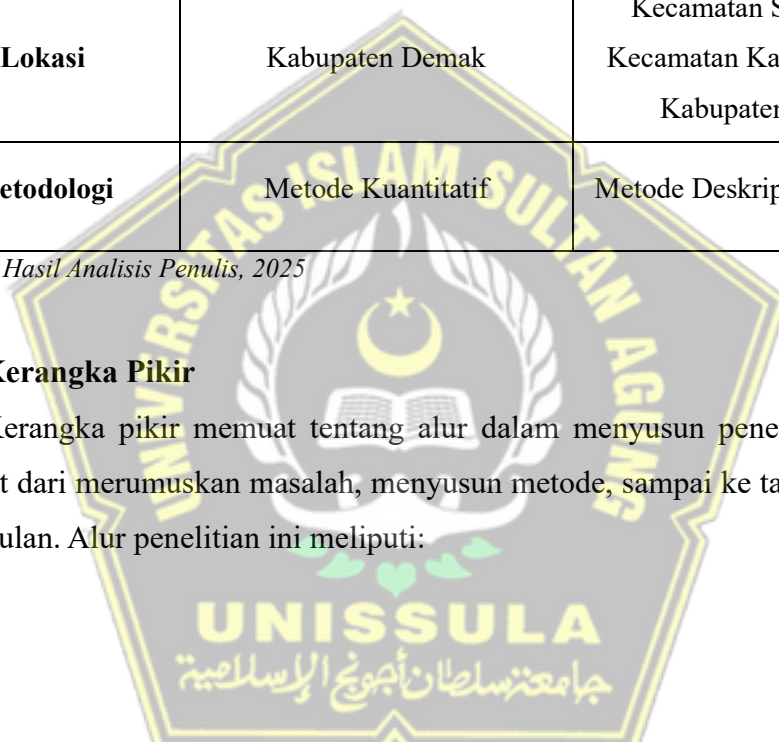 Kecamatan S
Lokasi Kabupaten Demak Kecamatan Ka
Kabupaten
etodologi Metode Kuantitatif Metode Deskrip
Hasil Analisis Penulis, 2025
Kerangka Pikir
Kerangka pikir memuat tentang alur dalam menyusun pene
t dari merumuskan masalah, menyusun metode, sampai ke ta
ulan. Alur penelitian ini meliputi:
UNIVERSITAS ISLAM SULTAN AGUNG
UNISSULA
جامعة سلطان أجونج الإسلامية